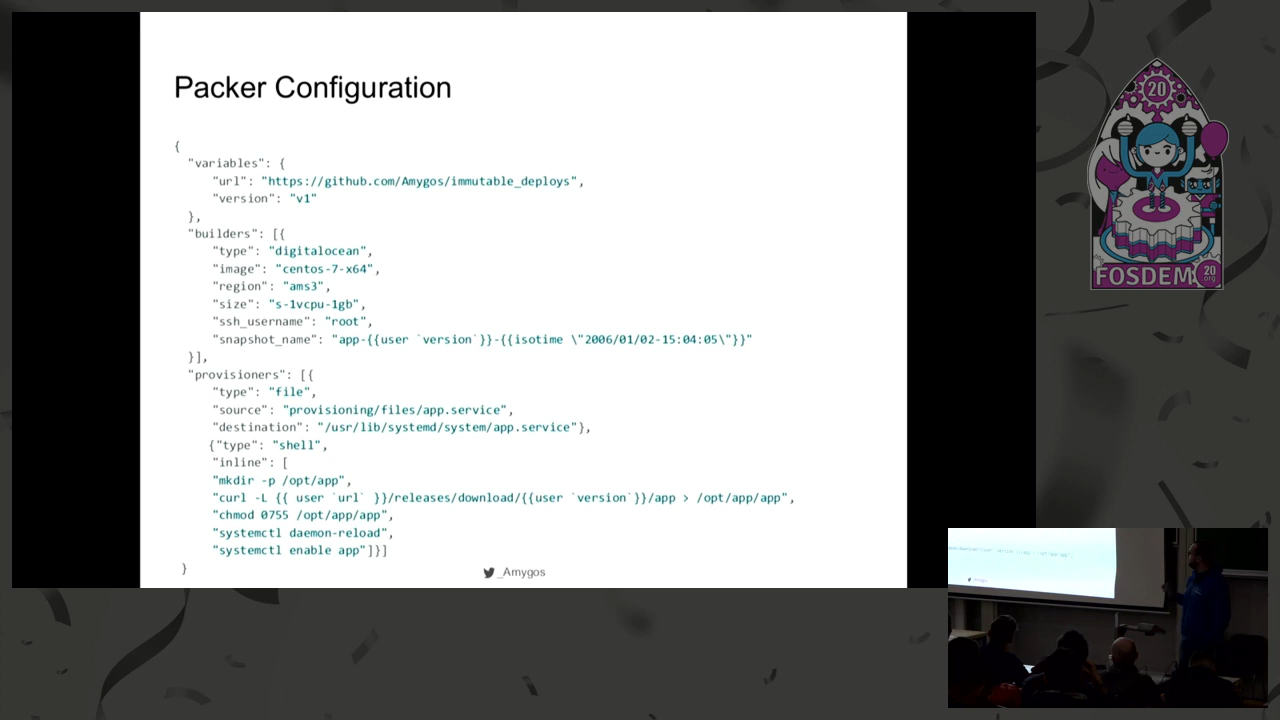 Packer Configuration
{
"variables": {
"url": "https://github.com/Amygos/immutable_deploys",
"version": "v1"
},
"builders": [{
"type": "digitalocean",
"image": "centos-7-x64",
"region": "ams3",
"size": "s-1vcpu-1gb",
"ssh_username": "root",
"snapshot_name": "app-{{user `version`}}-{{isotime \"2006/01/02-15:04:05\"}}"
}],
"provisioners": [{
"type": "file",
"source": "provisioning/files/app.service",
"destination": "/usr/lib/systemd/system/app.service"},
{"type": "shell",
"inline": [
"mkdir -p /opt/app",
"curl -L {{ user `url` }}/releases/download/{{user `version`}}/app > /opt/app/app",
"chmod 0755 /opt/app/app",
"systemctl daemon-reload",
"systemctl enable app"]}]
}
_Amygos
20
FOSDEM
20
.org